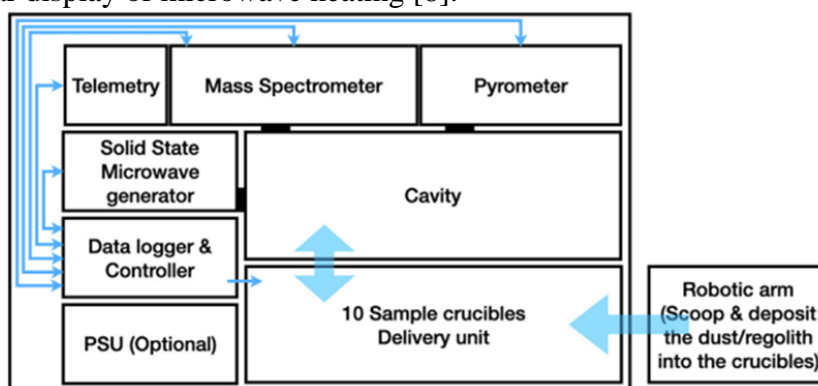 display of microwave heating [8].
Telemetry
Mass Spectrometer
Pyrometer
Solid State
Microwave
generator
Cavity
Data logger &
Controller
10 Sample crucibles
Delivery unit
PSU (Optional)
Robotic arm
(Scoop & deposit
the dust/regolith
into the crucibles)